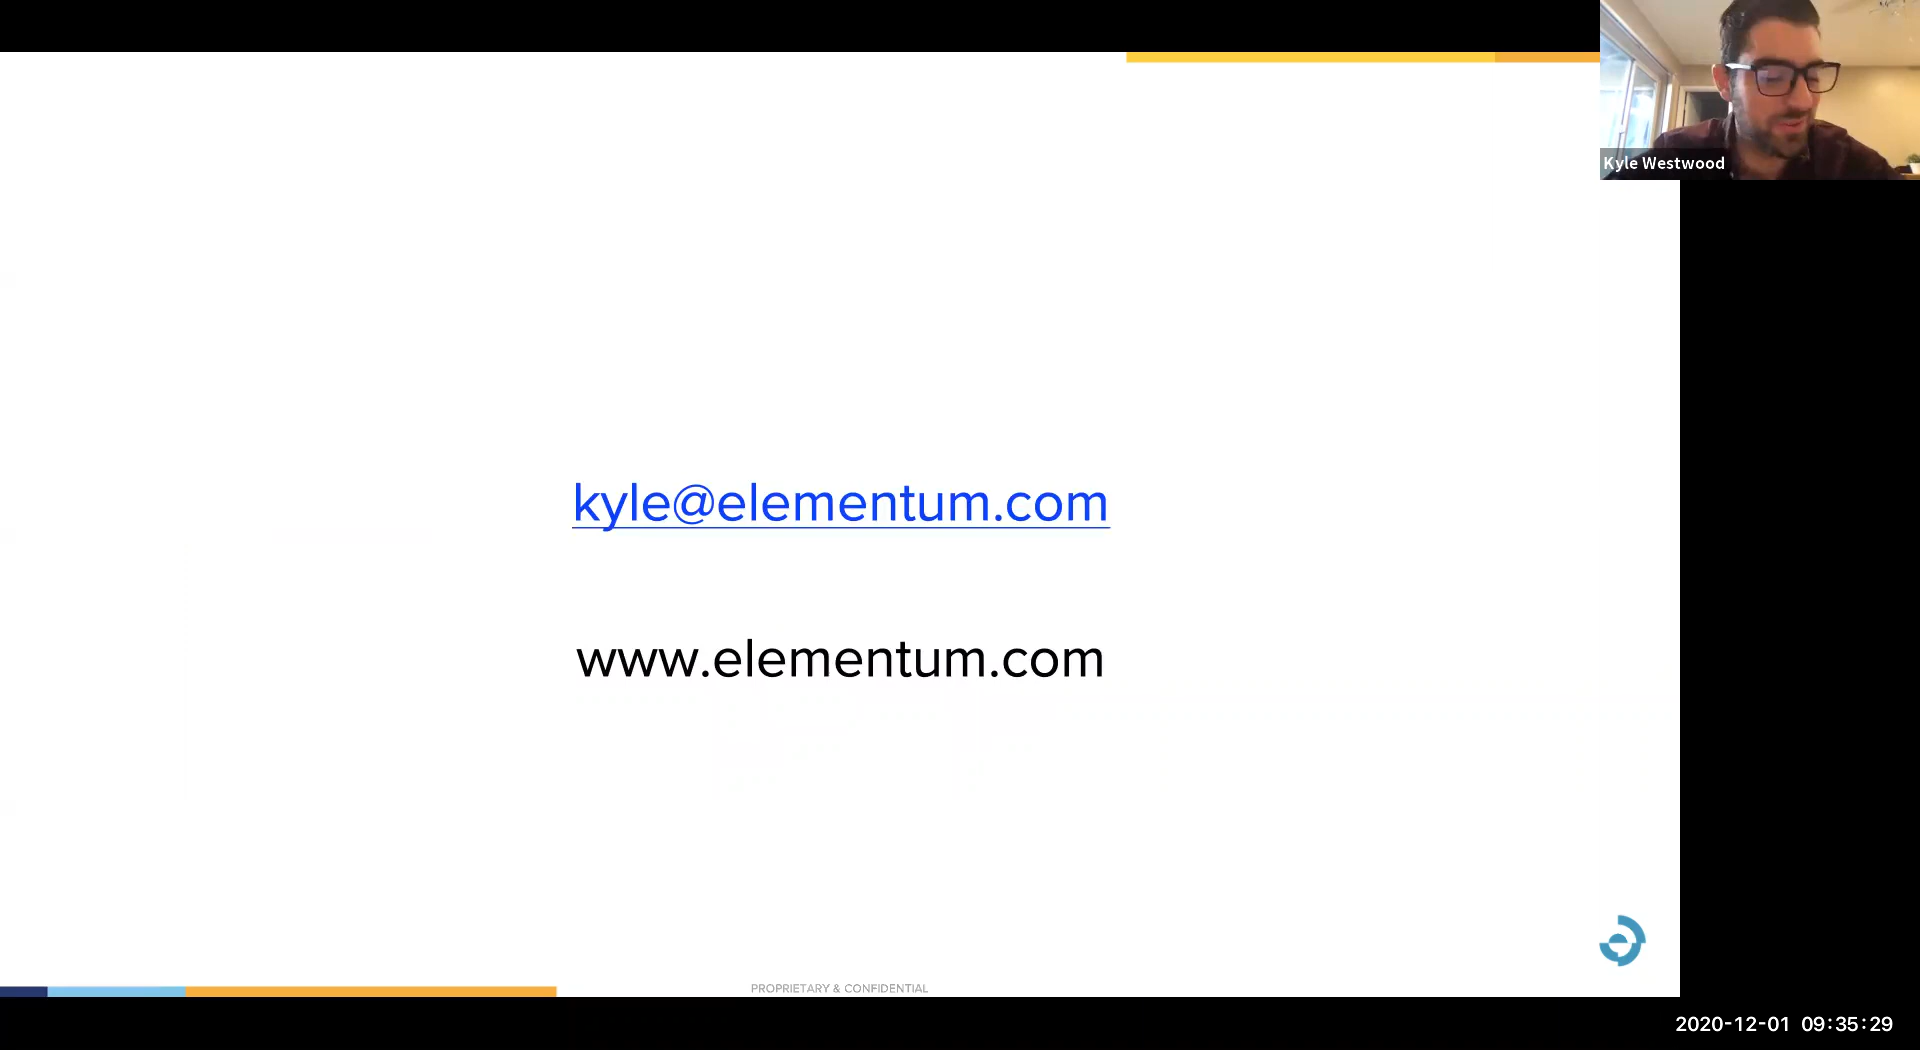 Kyle Westwood
kyle@elementum.com
www.elementum.com
PROPRIETARY & CONFIDENTIAL
2020-12-01 09:35:29